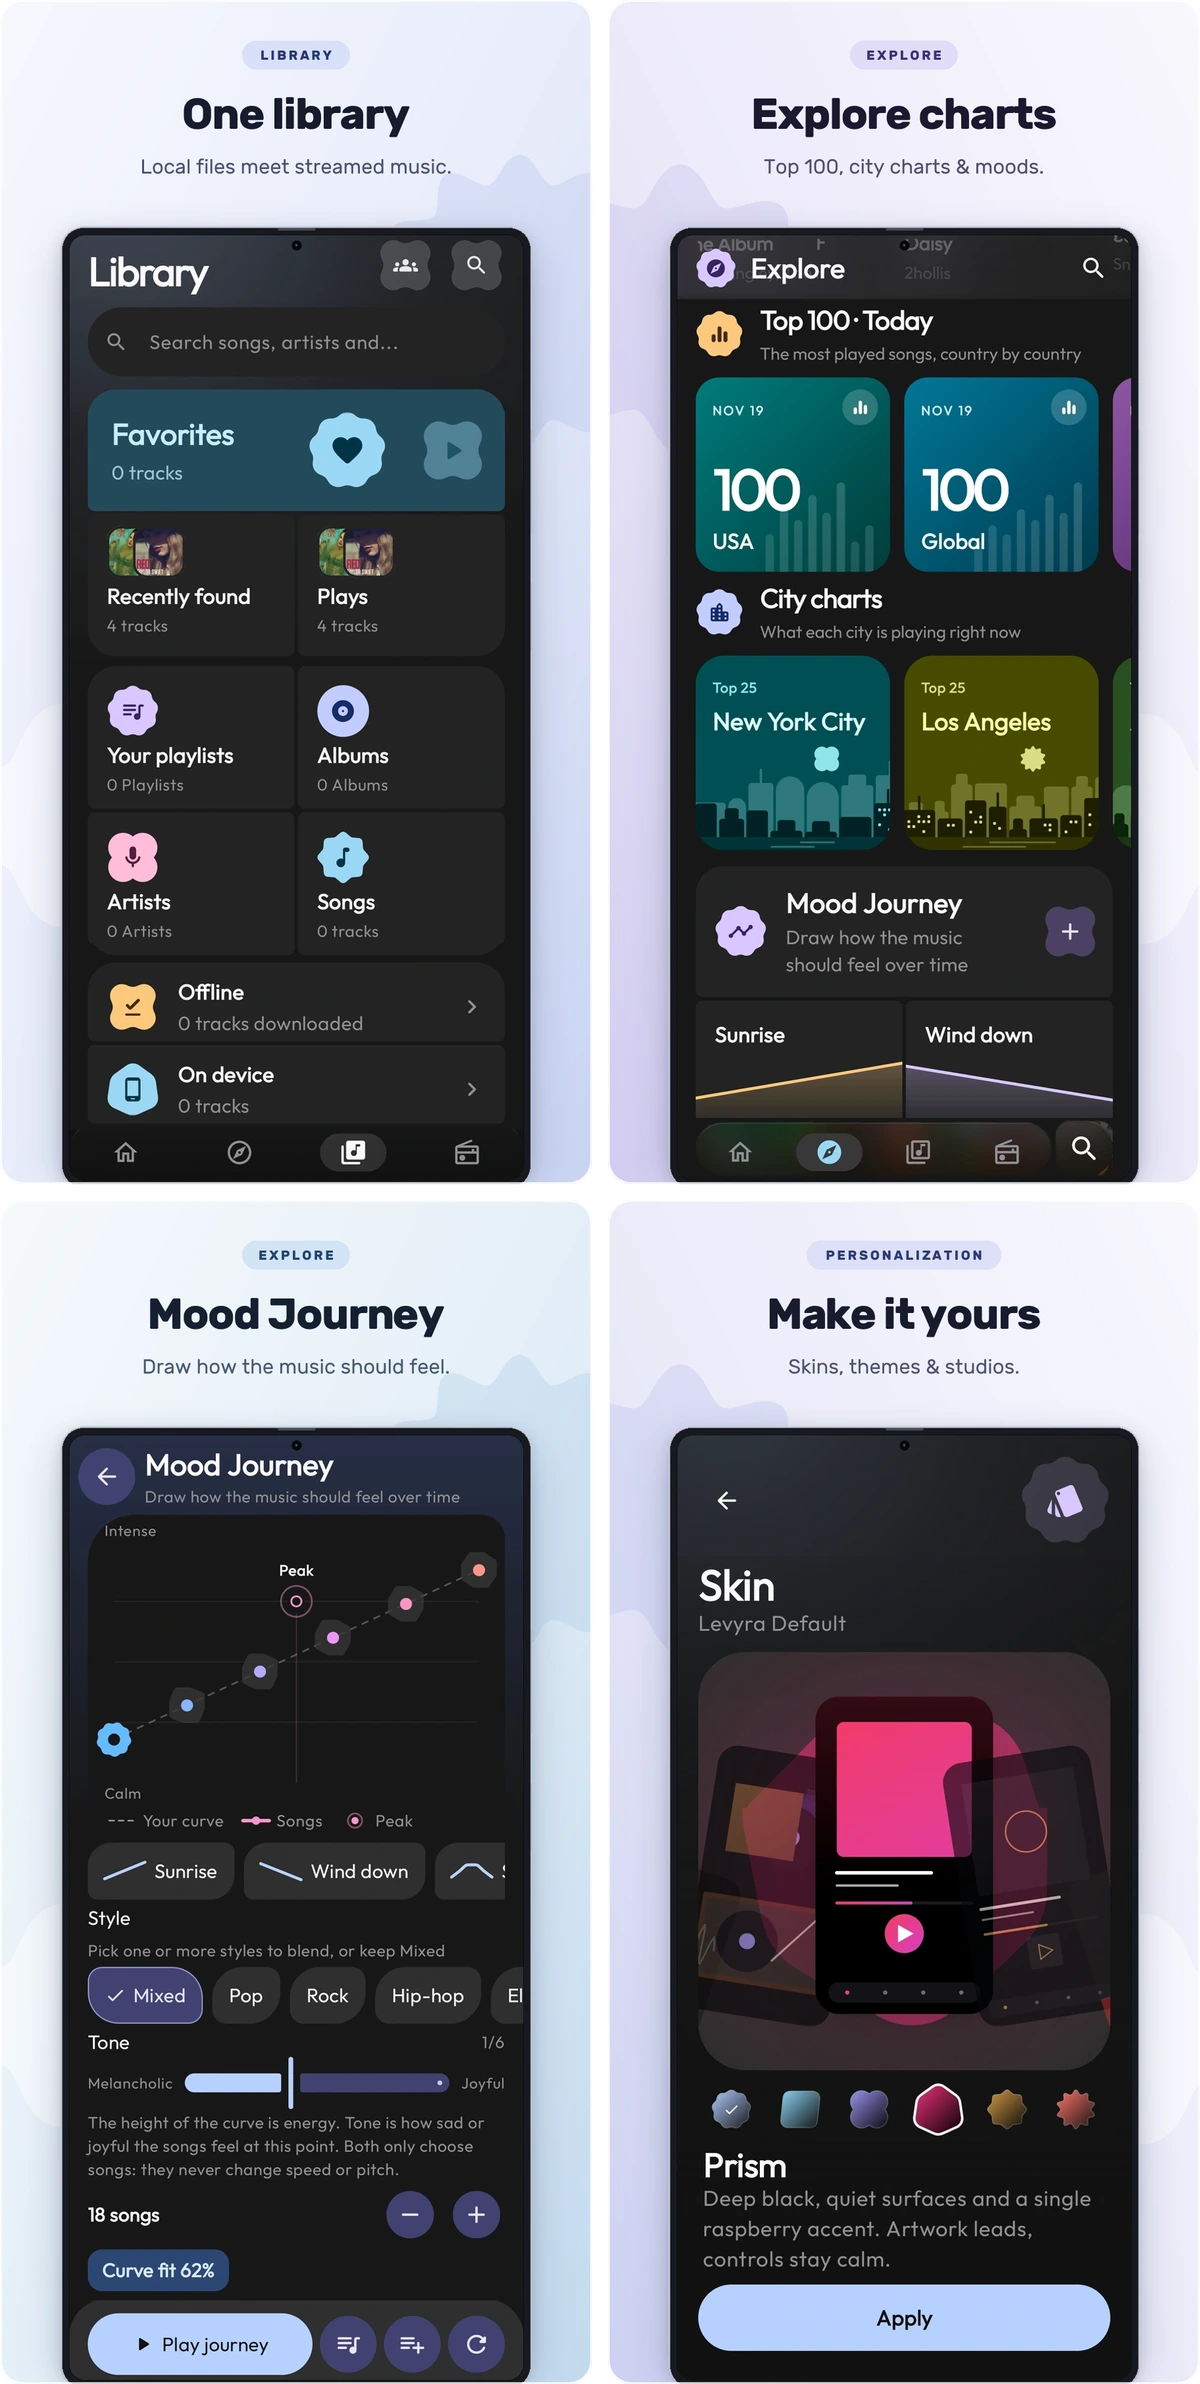 LIBRARY
One library
Local files meet streamed music.
Library
Search songs, artists and...
Favorites
0 tracks
Recently found
4 tracks
Plays
4 tracks
Your playlists
0 Playlists
Albums
0 Albums
Artists
0 Artists
Songs
0 tracks
Offline
0 tracks downloaded
On device
0 tracks
EXPLORE
Explore charts
Top 100, city charts & moods.
Album
Daisy
2hollis
Explore
Top 100 · Today
The most played songs, country by country
NOV 19
100
USA
NOV 19
100
Global
City charts
What each city is playing right now
Top 25
New York City
Top 25
Los Angeles
Mood Journey
Draw how the music
should feel over time
Sunrise
Wind down
EXPLORE
Mood Journey
Draw how the music should feel.
Mood Journey
Draw how the music should feel over time
Intense
Peak
Calm
Your curve
Songs
Peak
Sunrise
Wind down
Style
Pick one or more styles to blend, or keep Mixed
Mixed
Pop
Rock
Hip-hop
El
Tone
1/6
Melancholic
Joyful
The height of the curve is energy. Tone is how sad or
joyful the songs feel at this point. Both only choose
songs: they never change speed or pitch.
18 songs
Curve fit 62%
Play journey
PERSONALIZATION
Make it yours
Skins, themes & studios.
Skin
Levyra Default
Prism
Deep black, quiet surfaces and a single
raspberry accent. Artwork leads,
controls stay calm.
Apply